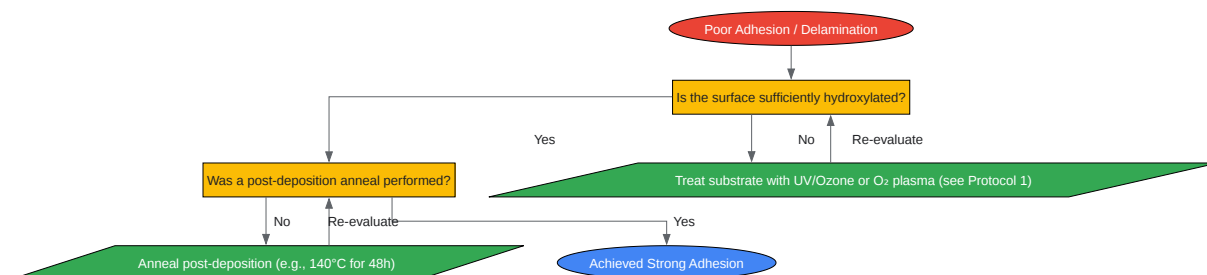 Poor Adhesion / Delamination
Is the surface sufficiently hydroxylated?
Yes
No
Re-evaluate
Was a post-deposition anneal performed?
Treat substrate with UV/Ozone or O₂ plasma (see Protocol 1)
No
Re-evaluate
Yes
Anneal post-deposition (e.g., 140°C for 48h)
Achieved Strong Adhesion